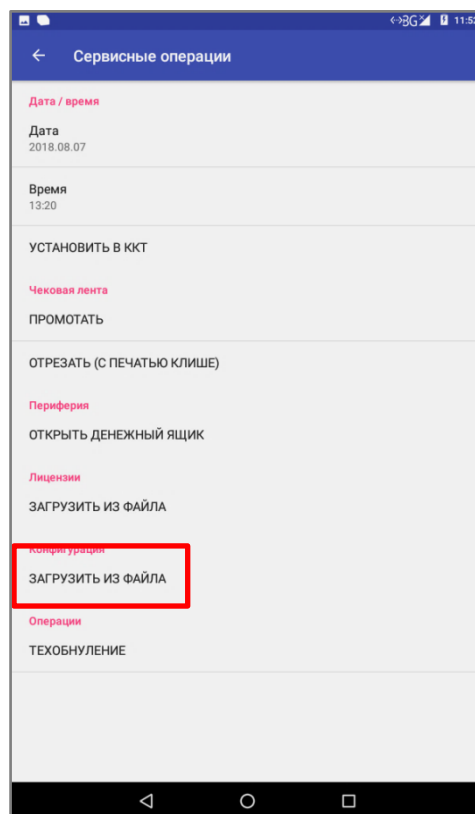 3G 11:52
Сервисные операции
Дата / время
Дата
2018.08.07
Время
13:20
УСТАНОВИТЬ В ККТ
Чековая лента
ПРОМОТАТЬ
ОТРЕЗАТЬ (С ПЕЧАТЬЮ КЛИШЕ)
Периферия
ОТКРЫТЬ ДЕНЕЖНЫЙ ЯЩИК
Лицензии
ЗАГРУЗИТЬ ИЗ ФАЙЛА
Конфигурация
ЗАГРУЗИТЬ ИЗ ФАЙЛА
Операции
ТЕХОБНУЛЕНИЕ